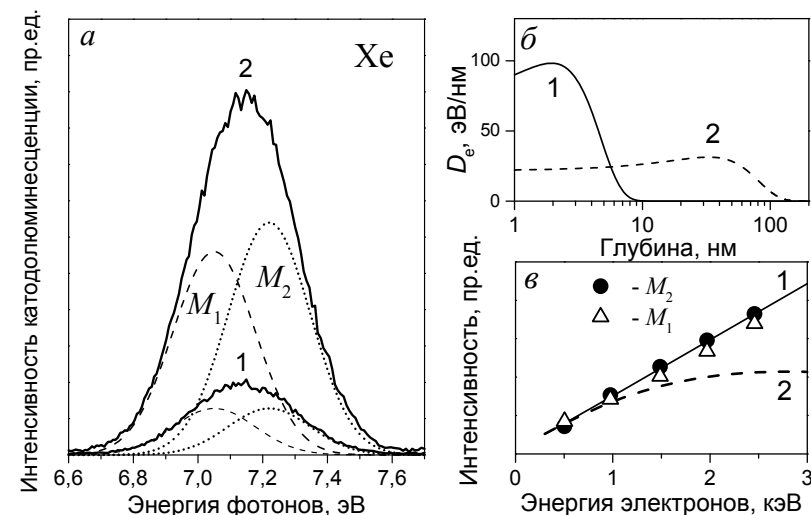 Интенсивность катодолюминесценции, пр.ед.
а
Xe
2
M1
M2
1
6,6 6,8 7,0 7,2 7,4 7,6
Энергия фотонов, эВ
De, эВ/нм
б
100
50
0
1
2
1 10 100
Глубина, нм
Интенсивность, пр.ед.
в
- M2
- M1
1
2
0 1 2 3
Энергия электронов, кэВ